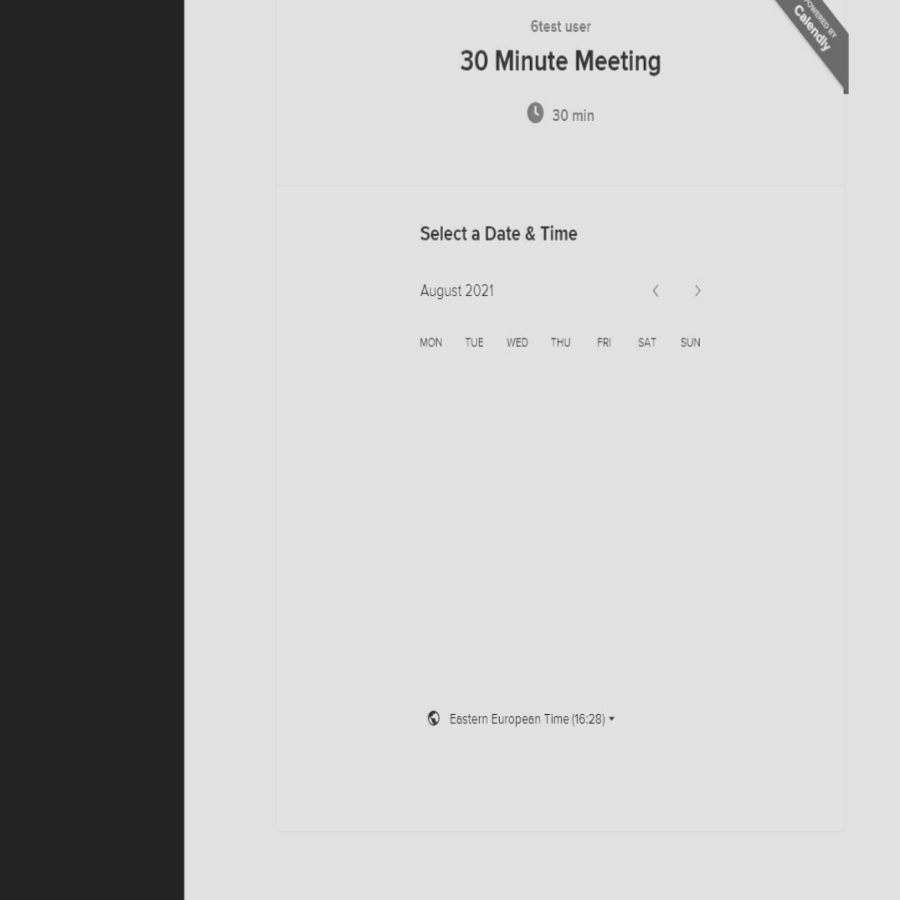 6test user
30 Minute Meeting
30 min
POWERED BY
Calendly
Select a Date & Time
August 2021
MON TUE WED THU FRI SAT SUN
Eastern European Time (16:28)